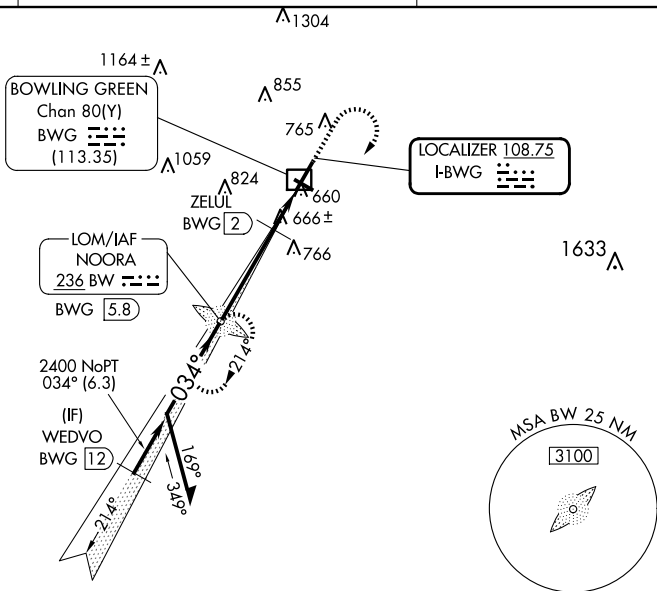 1304
1164 ±
BOWLING GREEN
Chan 80(Y)
BWG
(113.35)
855
765
1059
824
660
LOCALIZER 108.75
I-BWG
ZELUL
BWG 2
666 ±
766
1633
LOM/IAF
NOORA
236 BW
BWG 5.8
214°
034°
2400 NoPT
034° (6.3)
(IF)
WEDVO
BWG 12
169°
349°
214°
MSA BW 25 NM
3100